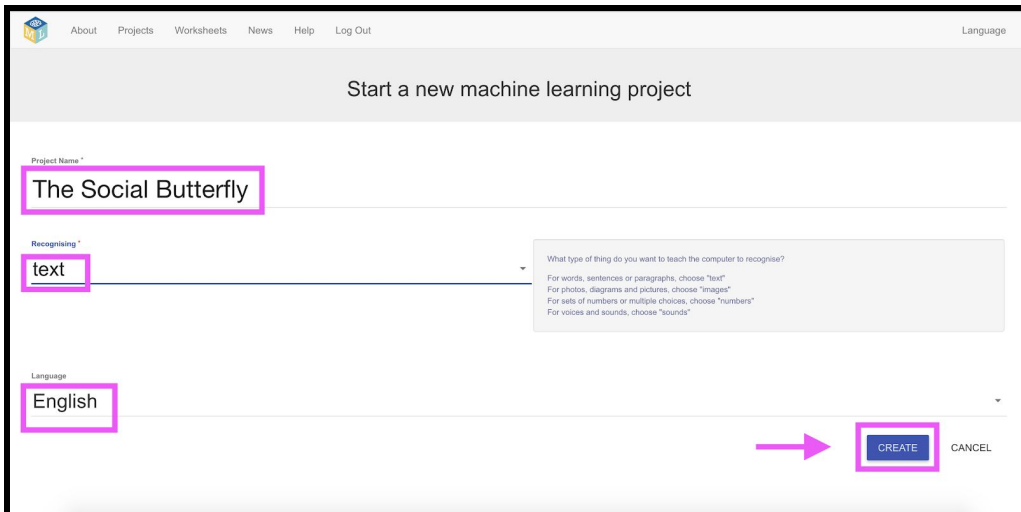 About Projects Worksheets News Help Log Out Language
Start a new machine learning project
Project Name *
The Social Butterfly
Recognising *
text
What type of thing do you want to teach the computer to recognise?
For words, sentences or paragraphs, choose "text"
For photos, diagrams and pictures, choose "images"
For sets of numbers or multiple choices, choose "numbers"
For voices and sounds, choose "sounds"
Language
English
CREATE CANCEL